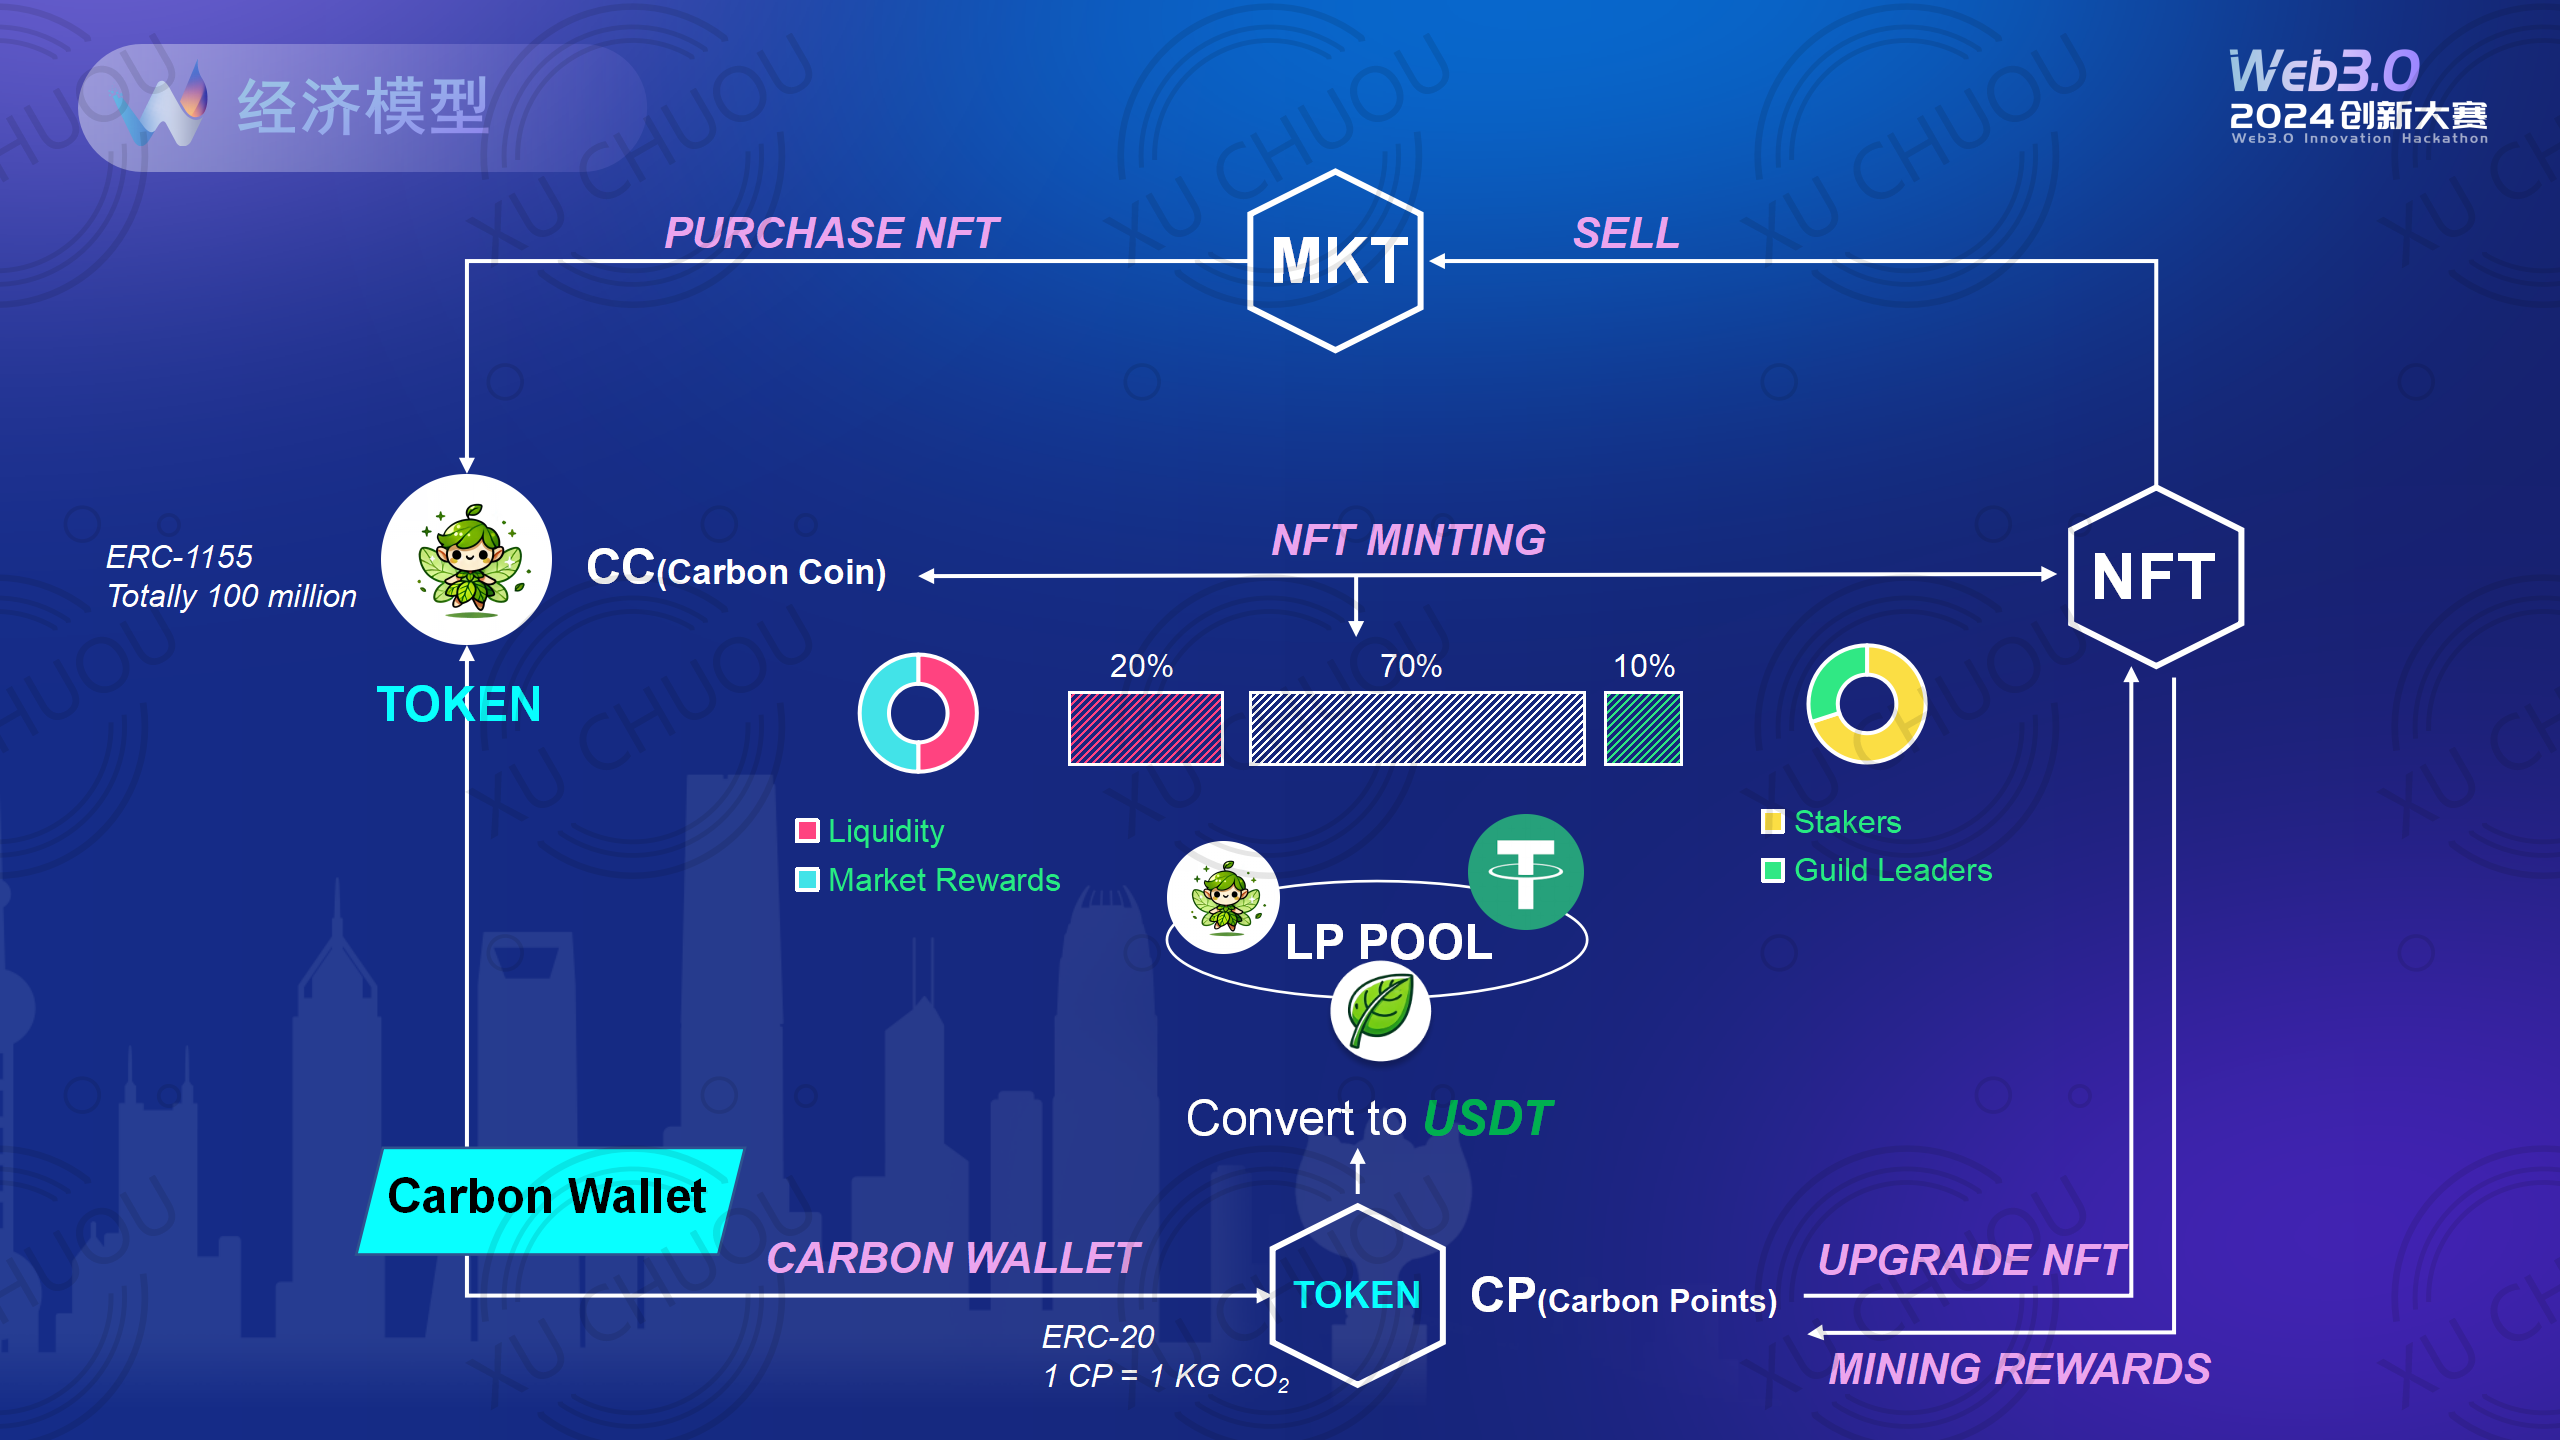 经济模型
Web3.0
2024创新大赛
Web3.0 Innovation Hackathon
PURCHASE NFT
MKT
SELL
ERC-1155
Totally 100 million
CC(Carbon Coin)
NFT MINTING
NFT
TOKEN
20%
70%
10%
Liquidity
Market Rewards
Stakers
Guild Leaders
LP POOL
Convert to USDT
Carbon Wallet
CARBON WALLET
TOKEN
CP(Carbon Points)
UPGRADE NFT
ERC-20
1 CP = 1 KG CO₂
MINING REWARDS
XU CHUOU